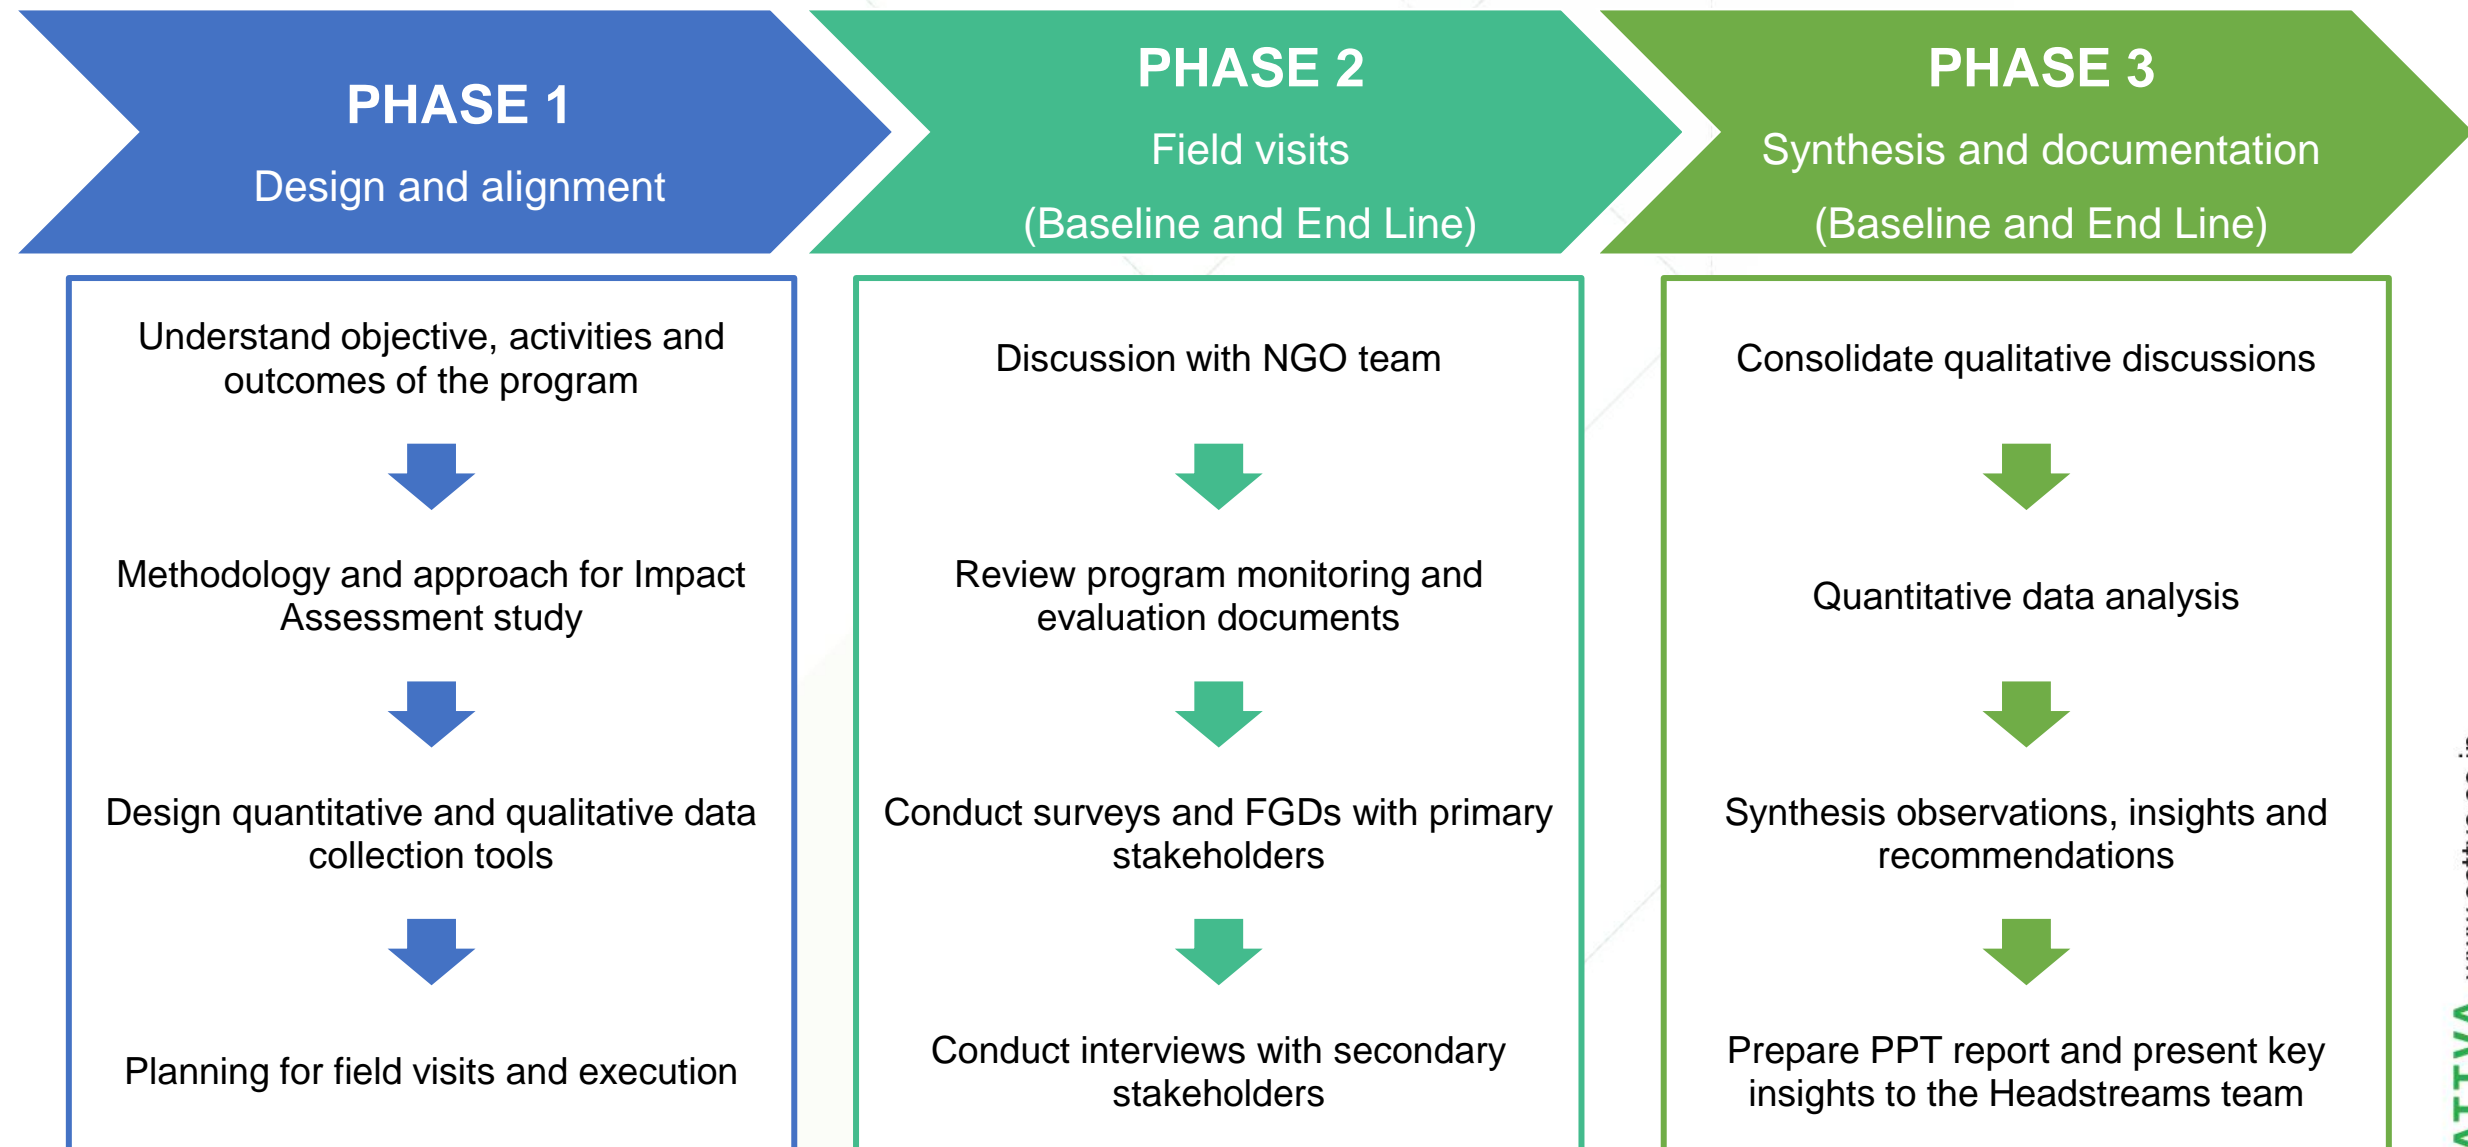 PHASE 1
Design and alignment
Understand objective, activities and
outcomes of the program
Methodology and approach for Impact
Assessment study
Design quantitative and qualitative data
collection tools
Planning for field visits and execution
PHASE 2
Field visits
(Baseline and End Line)
Discussion with NGO team
Review program monitoring and
evaluation documents
Conduct surveys and FGDs with primary
stakeholders
Conduct interviews with secondary
stakeholders
PHASE 3
Synthesis and documentation
(Baseline and End Line)
Consolidate qualitative discussions
Quantitative data analysis
Synthesis observations, insights and
recommendations
Prepare PPT report and present key
insights to the Headstreams team